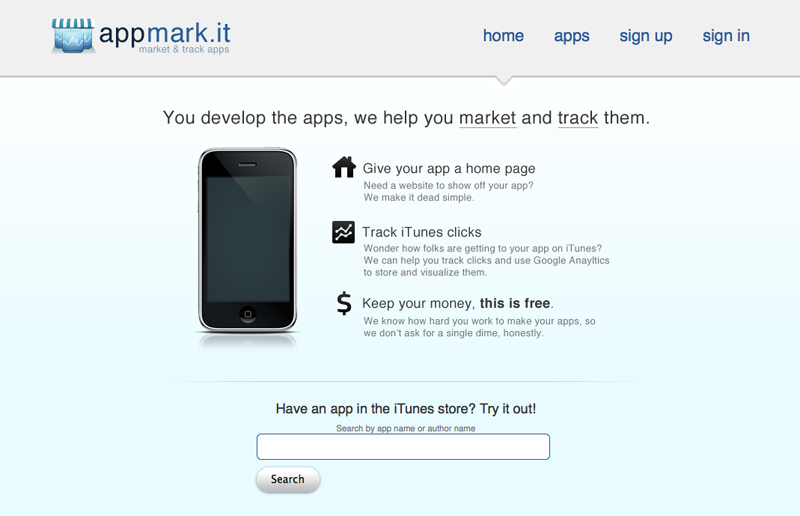 appmark.it
market & track apps
home apps sign up sign in
You develop the apps, we help you market and track them.
Give your app a home page
Need a website to show off your app?
We make it dead simple.
Track iTunes clicks
Wonder how folks are getting to your app on iTunes?
We can help you track clicks and use Google Anayltics
to store and visualize them.
$ Keep your money, this is free.
We know how hard you work to make your apps, so
we don't ask for a single dime, honestly.
Have an app in the iTunes store? Try it out!
Search by app name or author name
Search